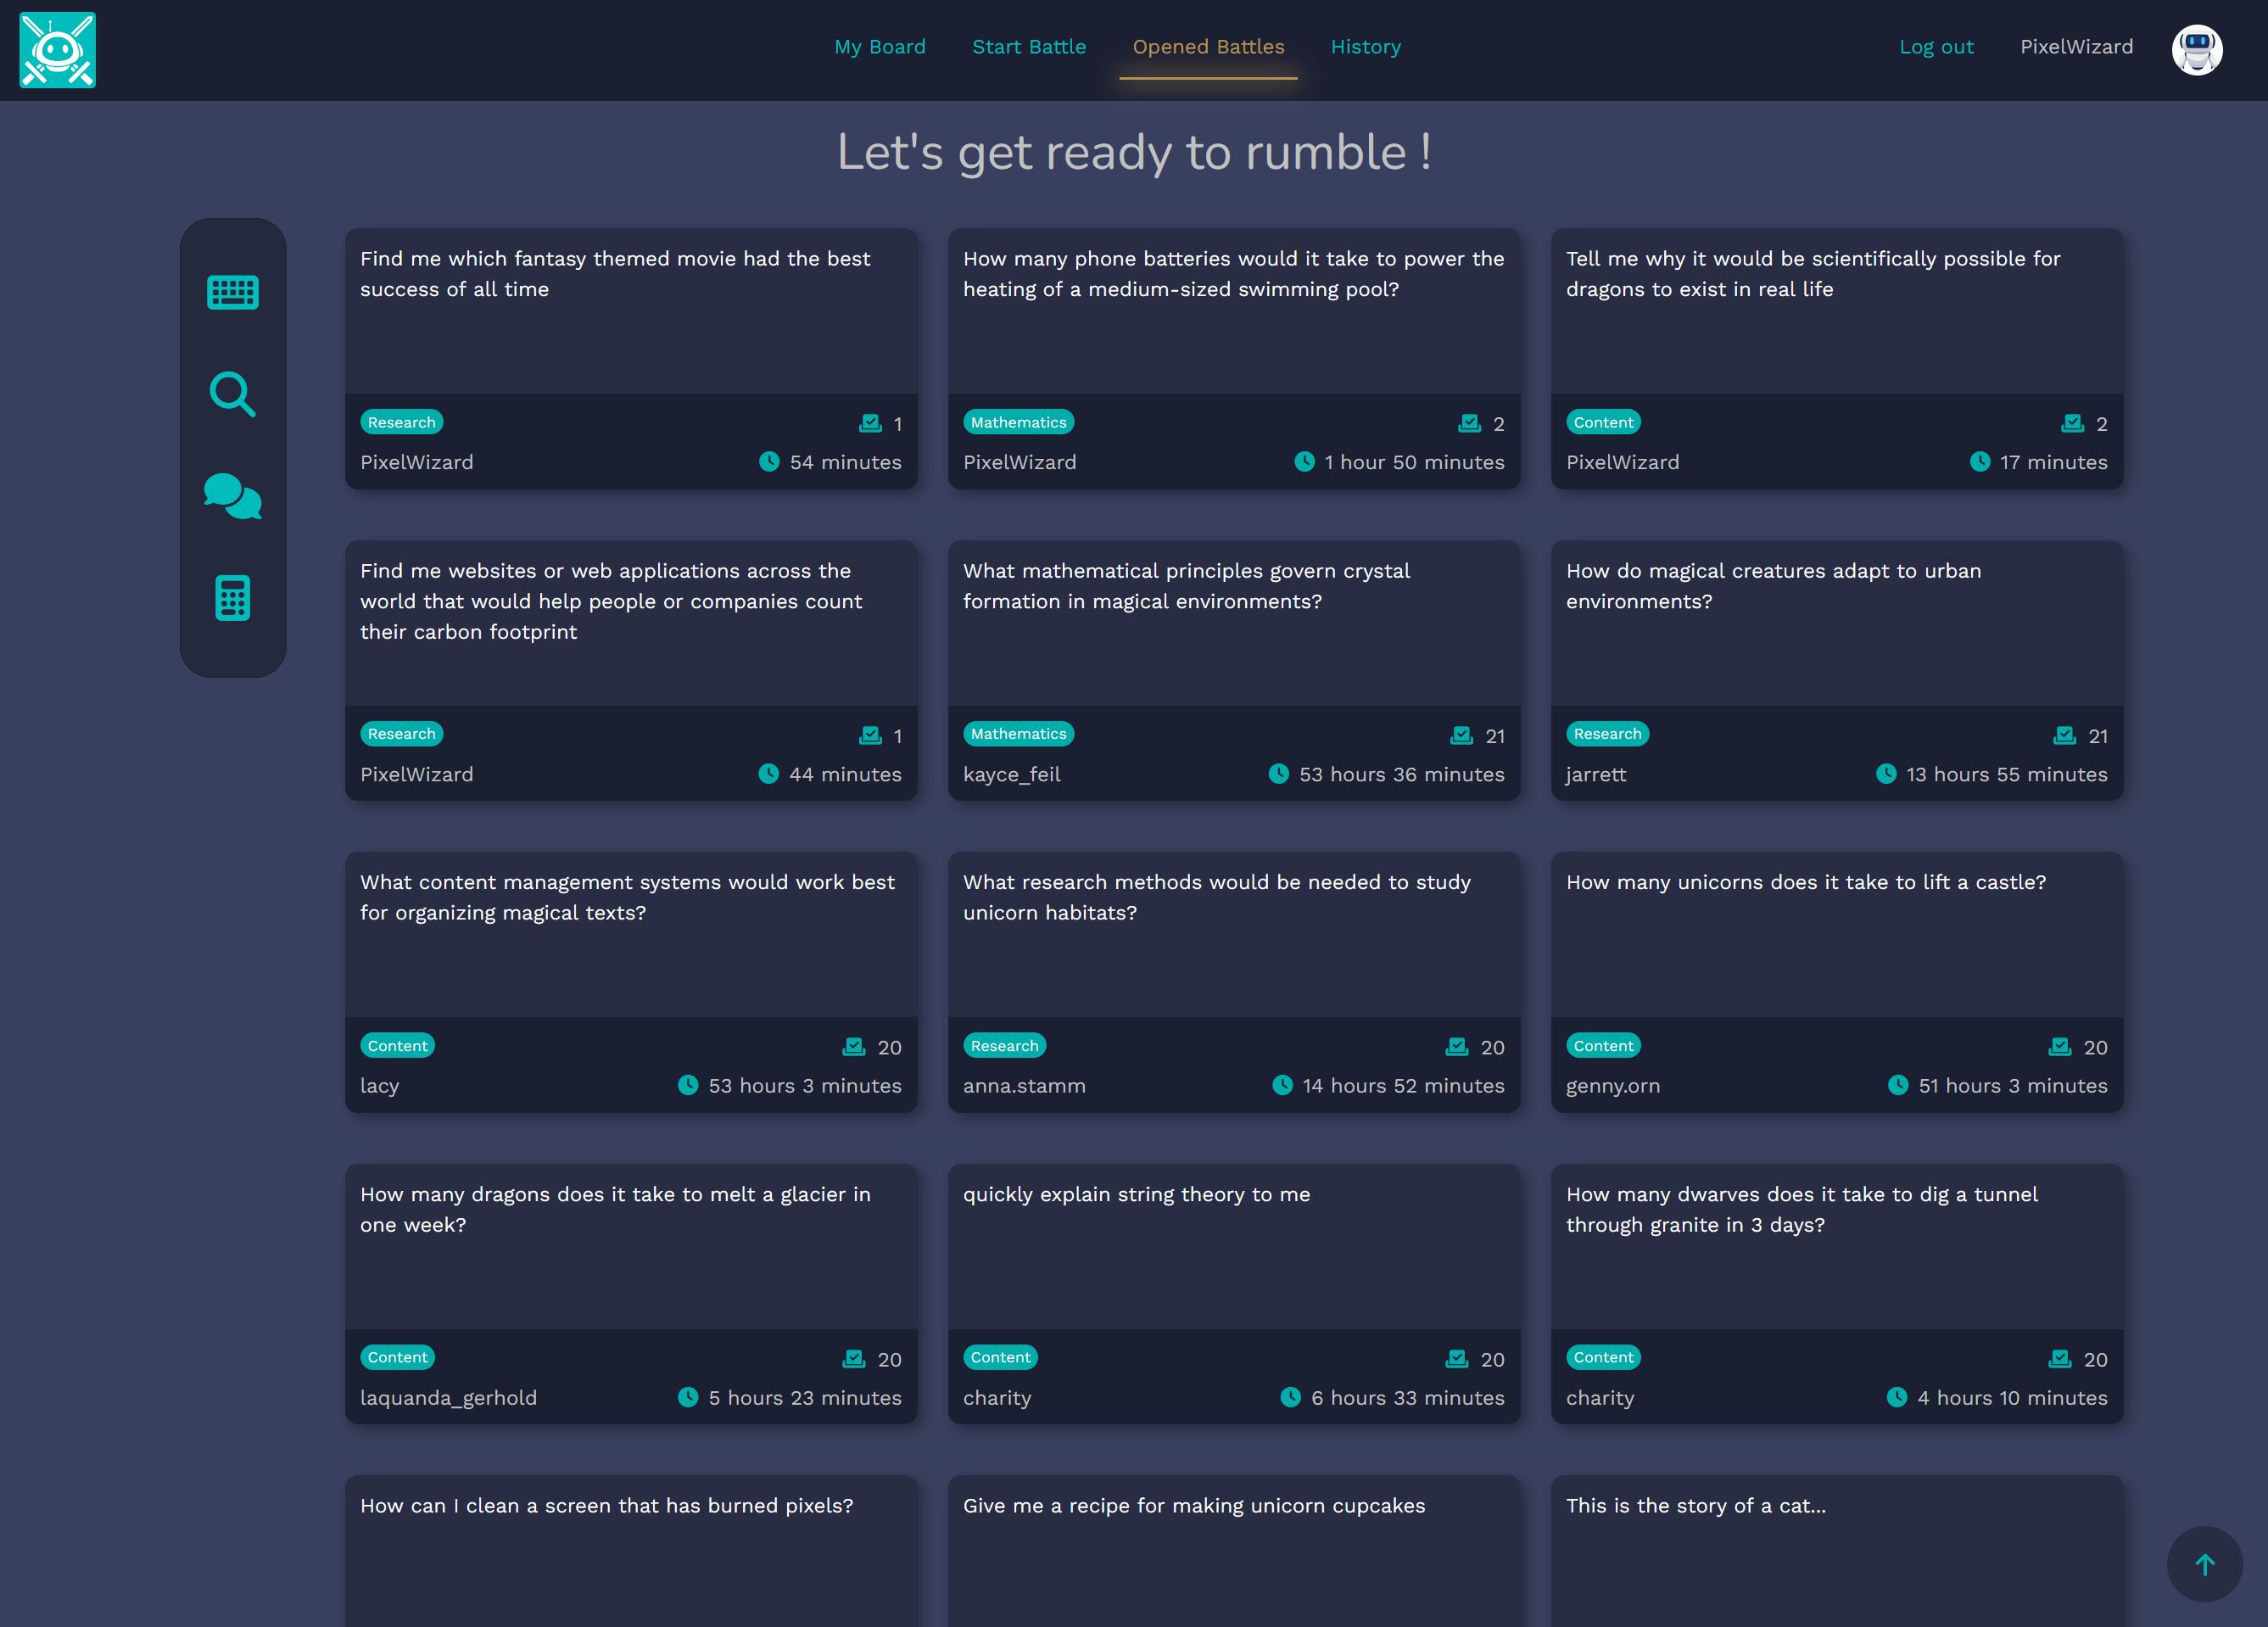 My Board
Start Battle
Opened Battles
History
Log out
PixelWizard
Let's get ready to rumble !
Find me which fantasy themed movie had the best
success of all time
Research
1
PixelWizard
54 minutes
How many phone batteries would it take to power the
heating of a medium-sized swimming pool?
Mathematics
2
PixelWizard
1 hour 50 minutes
Tell me why it would be scientifically possible for
dragons to exist in real life
Content
2
PixelWizard
17 minutes
Find me websites or web applications across the
world that would help people or companies count
their carbon footprint
Research
1
PixelWizard
44 minutes
What mathematical principles govern crystal
formation in magical environments?
Mathematics
21
kayce_feil
53 hours 36 minutes
How do magical creatures adapt to urban
environments?
Research
21
jarrett
13 hours 55 minutes
What content management systems would work best
for organizing magical texts?
Content
20
lacy
53 hours 3 minutes
What research methods would be needed to study
unicorn habitats?
Research
20
anna.stamm
14 hours 52 minutes
How many unicorns does it take to lift a castle?
Content
20
genny.orn
51 hours 3 minutes
How many dragons does it take to melt a glacier in
one week?
Content
20
laquanda_gerhold
5 hours 23 minutes
quickly explain string theory to me
Content
20
charity
6 hours 33 minutes
How many dwarves does it take to dig a tunnel
through granite in 3 days?
Content
20
charity
4 hours 10 minutes
How can I clean a screen that has burned pixels?
Give me a recipe for making unicorn cupcakes
This is the story of a cat...